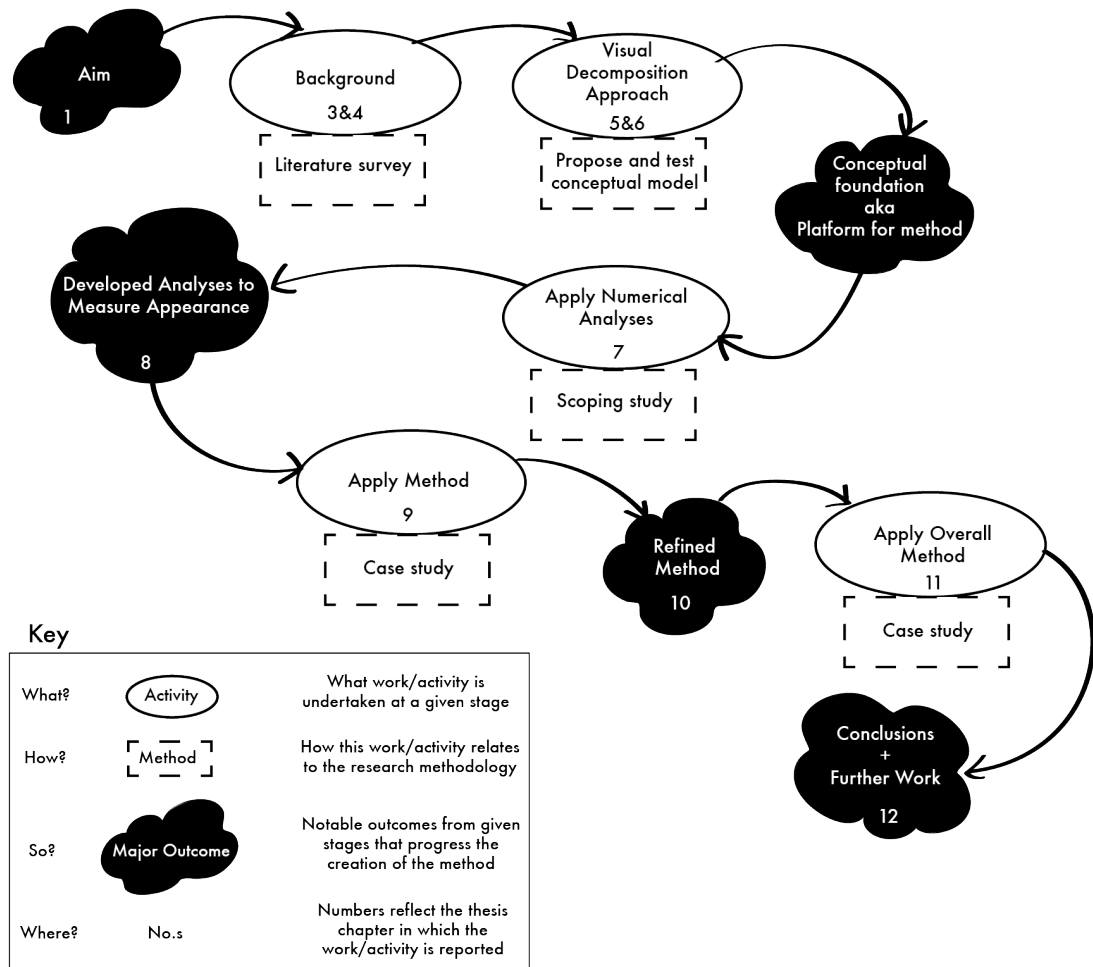 Aim
1
Background
3&4
Literature survey
Visual
Decomposition
Approach
5&6
Propose and test
conceptual model
Conceptual
foundation
aka
Platform for method
Apply Numerical
Analyses
7
Scoping study
Developed Analyses to
Measure Appearance
8
Apply Method
9
Case study
Refined
Method
10
Apply Overall
Method
11
Case study
Conclusions
+
Further Work
12
Key
What?
Activity
What work/activity is
undertaken at a given stage
How?
Method
How this work/activity relates
to the research methodology
So?
Major Outcome
Notable outcomes from given
stages that progress the
creation of the method
Where?
No.s
Numbers reflect the thesis
chapter in which the
work/activity is reported